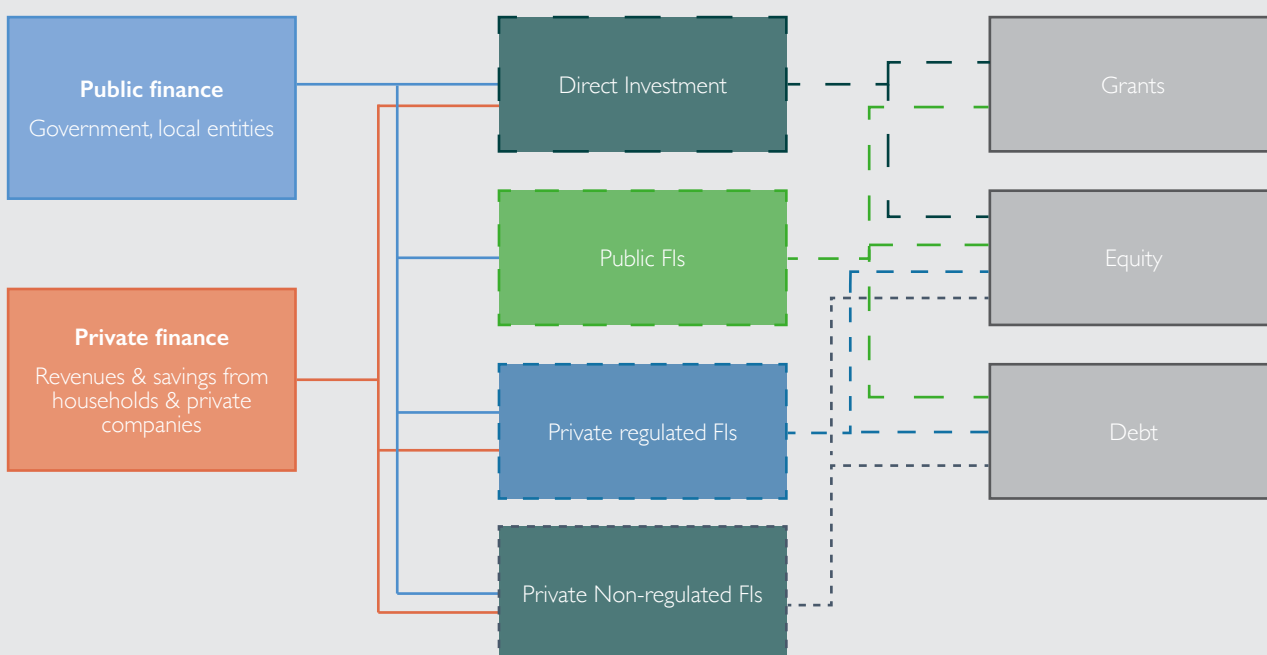 Public finance
Government, local entities
Private finance
Revenues & savings from
households & private
companies
Direct Investment
Public FIs
Private regulated FIs
Private Non-regulated FIs
Grants
Equity
Debt